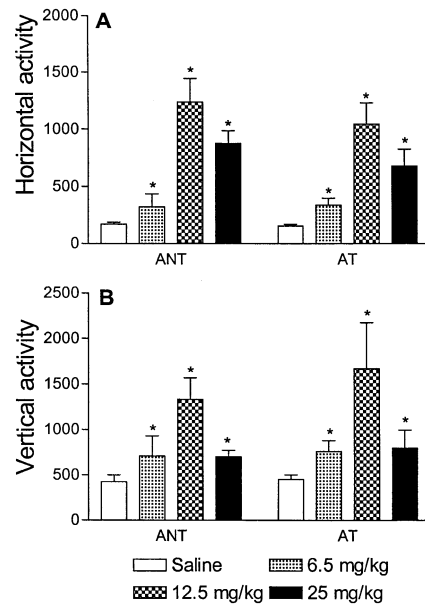 A
Horizontal activity
2000
1500
1000
500
0
*
*
*
*
*
*
ANT
AT
B
Vertical activity
2500
2000
1500
1000
500
0
*
*
*
*
*
*
ANT
AT
Saline
6.5 mg/kg
12.5 mg/kg
25 mg/kg